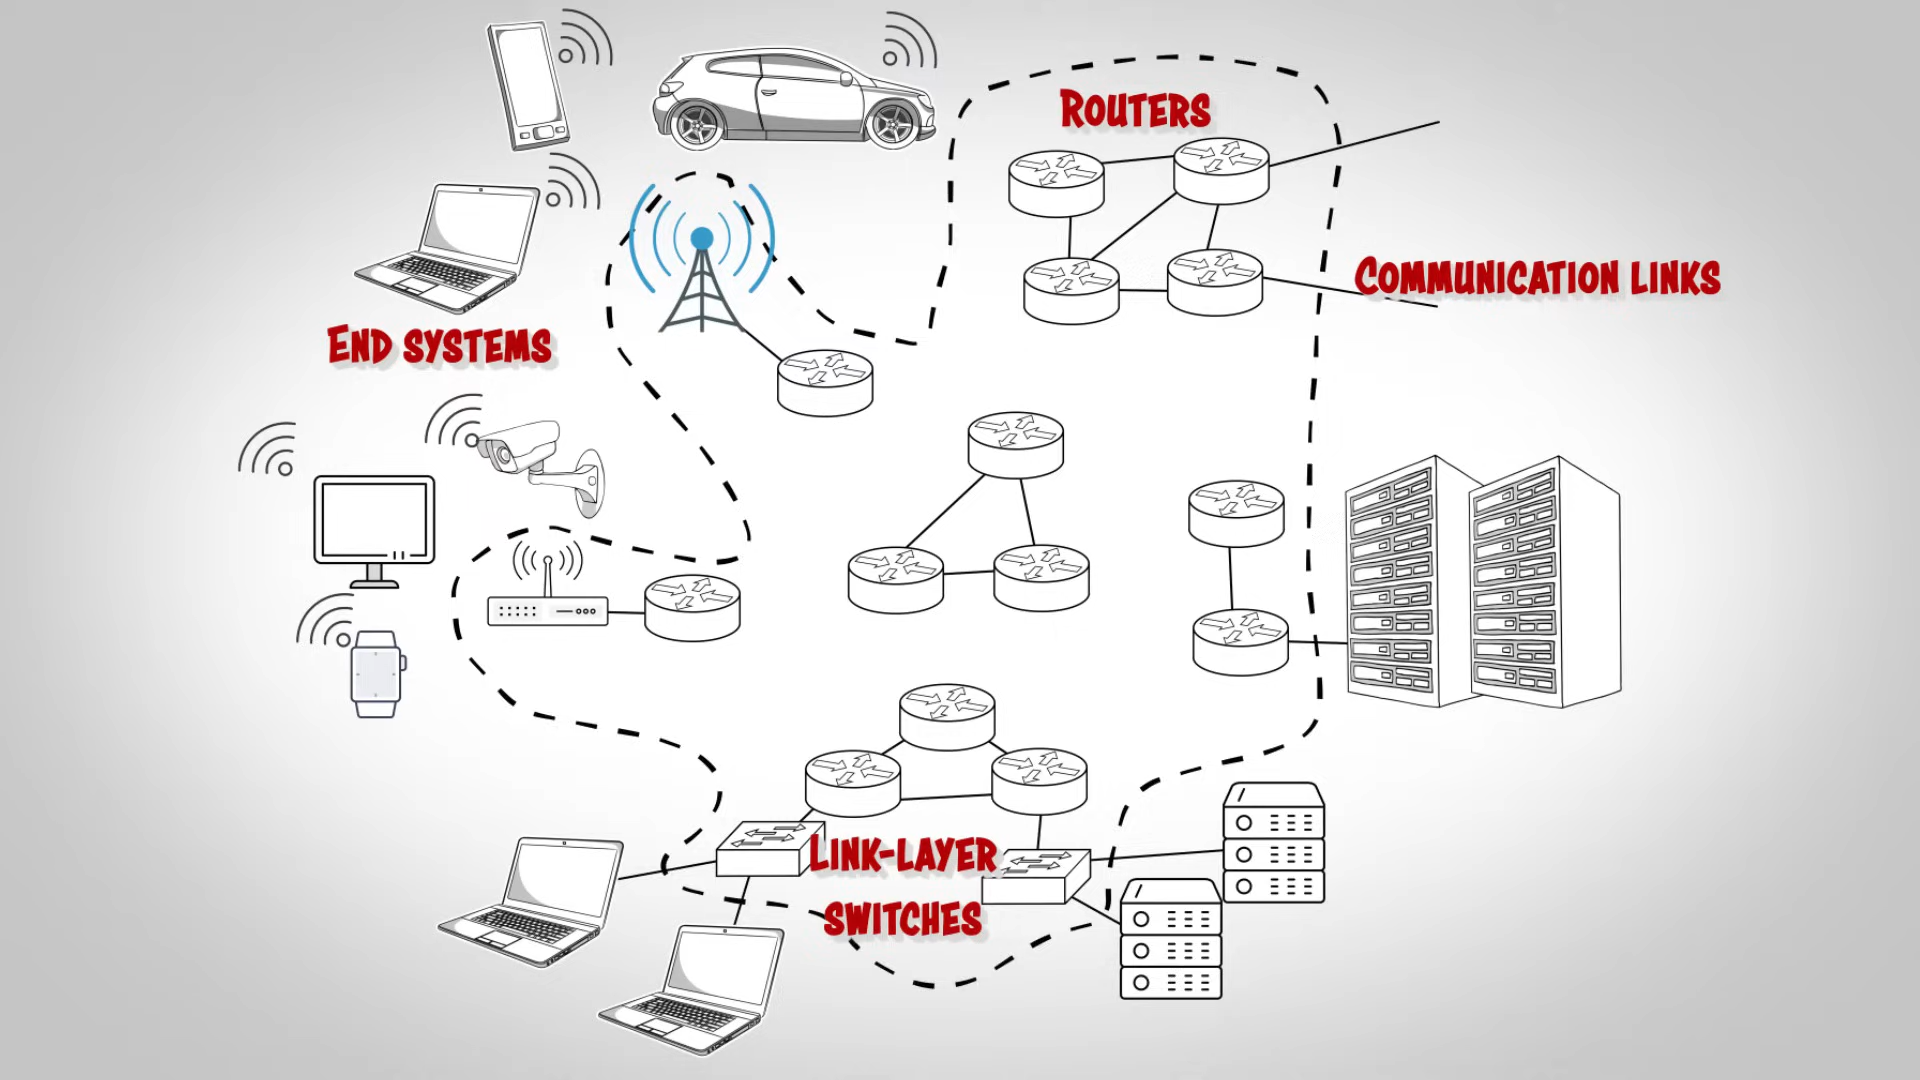 Routers
Communication links
End systems
Link-layer
switches